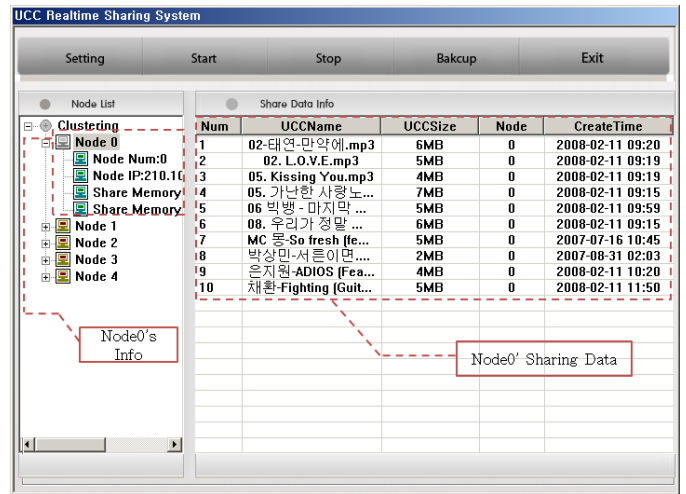 UCC Realtime Sharing System
Setting Start Stop Bakcup Exit
Node List
Clustering
Node 0
Node Num:0
Node IP:210.10
Share Memory
Share Memory
Node 1
Node 2
Node 3
Node 4
Node0's
Info
Share Data Info
Num UCCName UCCSize Node CreateTime
1 02-태연-만약에.mp3 6MB 0 2008-02-11 09:20
2 02. L.O.V.E.mp3 5MB 0 2008-02-11 09:19
3 05. Kissing You.mp3 4MB 0 2008-02-11 09:19
4 05. 가난한 사랑노... 7MB 0 2008-02-11 09:15
5 06 빅뱅 - 마지막 ... 5MB 0 2008-02-11 09:59
6 08. 우리가 정말 ... 6MB 0 2008-02-11 09:15
7 MC 몽-So fresh (fe... 5MB 0 2007-07-16 10:45
8 박상민-서른이면.... 2MB 0 2007-08-31 02:03
9 은지원-ADIOS (Fea... 4MB 0 2008-02-11 10:20
10 채환-Fighting (Guit... 5MB 0 2008-02-11 11:50
Node0' Sharing Data